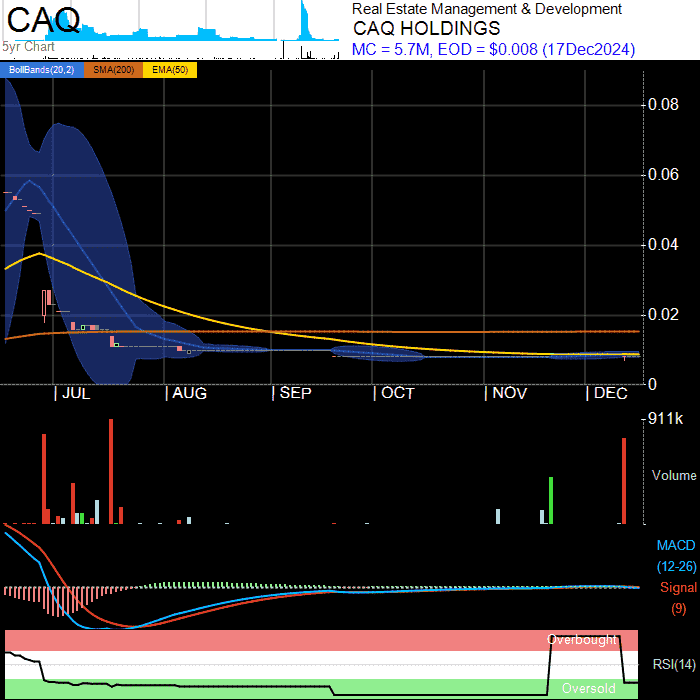 CAQ
5yr Chart
Real Estate Management & Development
CAQ HOLDINGS
MC = 5.7M, EOD = $0.008 (17Dec2024)
BollBands(20,2) SMA(200) EMA(50)
0.08
0.06
0.04
0.02
0
JUL AUG SEP OCT NOV DEC
911k
Volume
MACD
(12-26)
Signal
(9)
Overbought
RSI(14)
Oversold